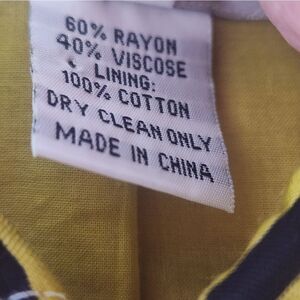 60% RAYON
40% VISCOSE
LINING:
100% COTTON
DRY CLEAN ONLY
MADE IN CHINA